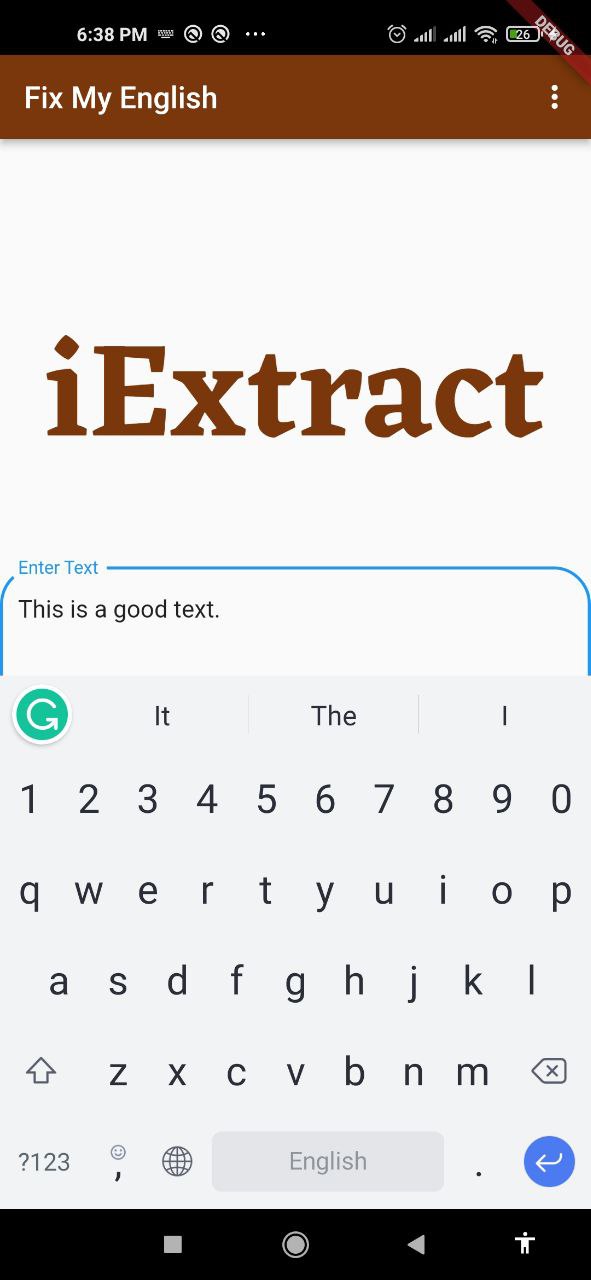 6:38 PM
26
DEBUG
Fix My English
iExtract
Enter Text
This is a good text.
It The I
1 2 3 4 5 6 7 8 9 0
q w e r t y u i o p
a s d f g h j k l
z x c v b n m
?123 , English .